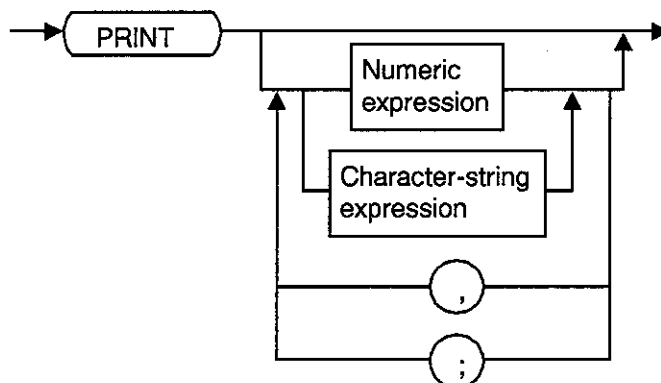 PRINT
Numeric
expression
Character-string
expression
,
;